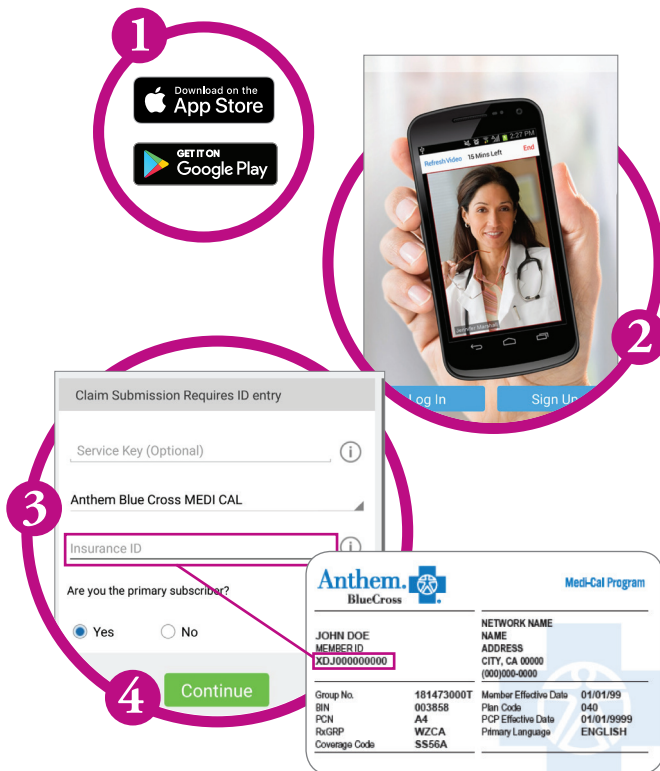 1
Download on the
App Store
GET IT ON
Google Play
2:27 PM
Refresh Video 15 Mins Left End
2
Log In Sign Up
Claim Submission Requires ID entry
Service Key (Optional) i
3
Anthem Blue Cross MEDI CAL
Insurance ID i
Are you the primary subscriber?
Yes No
4
Continue
Anthem.
BlueCross
Medi-Cal Program
JOHN DOE
MEMBER ID
XDJ000000000
NETWORK NAME
NAME
ADDRESS
CITY, CA 00000
(000)000-0000
Group No. 181473000T
BIN 003858
PCN A4
RxGRP WZCA
Coverage Code SS56A
Member Effective Date 01/01/99
Plan Code 040
PCP Effective Date 01/01/9999
Primary Language ENGLISH